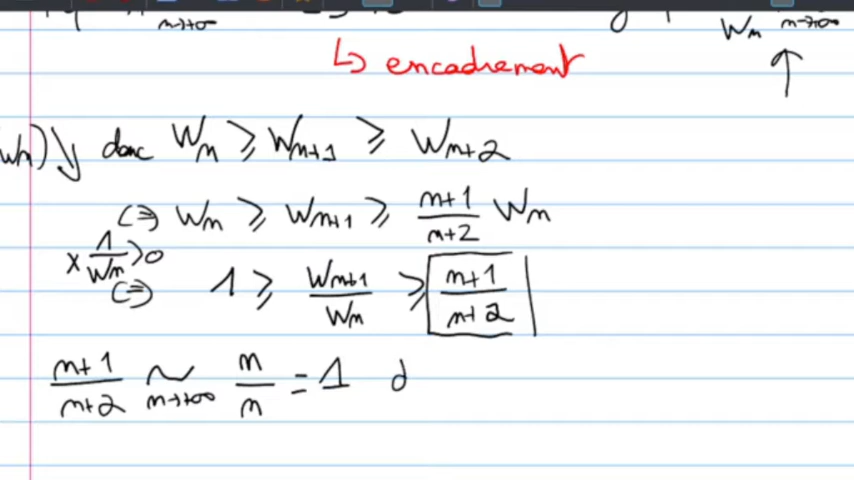 n→+∞
Wn n→+∞
↳ encadrement
(Wn) ↘ donc Wn ⩾ Wn+1 ⩾ Wn+2
(=) Wn ⩾ Wn+1 ⩾ n+1/n+2 Wn
× 1/Wn >0
(=) 1 ⩾ Wn+1/Wn ⩾ n+1/n+2
n+1/n+2 ~ n→+∞ n/n = 1 d